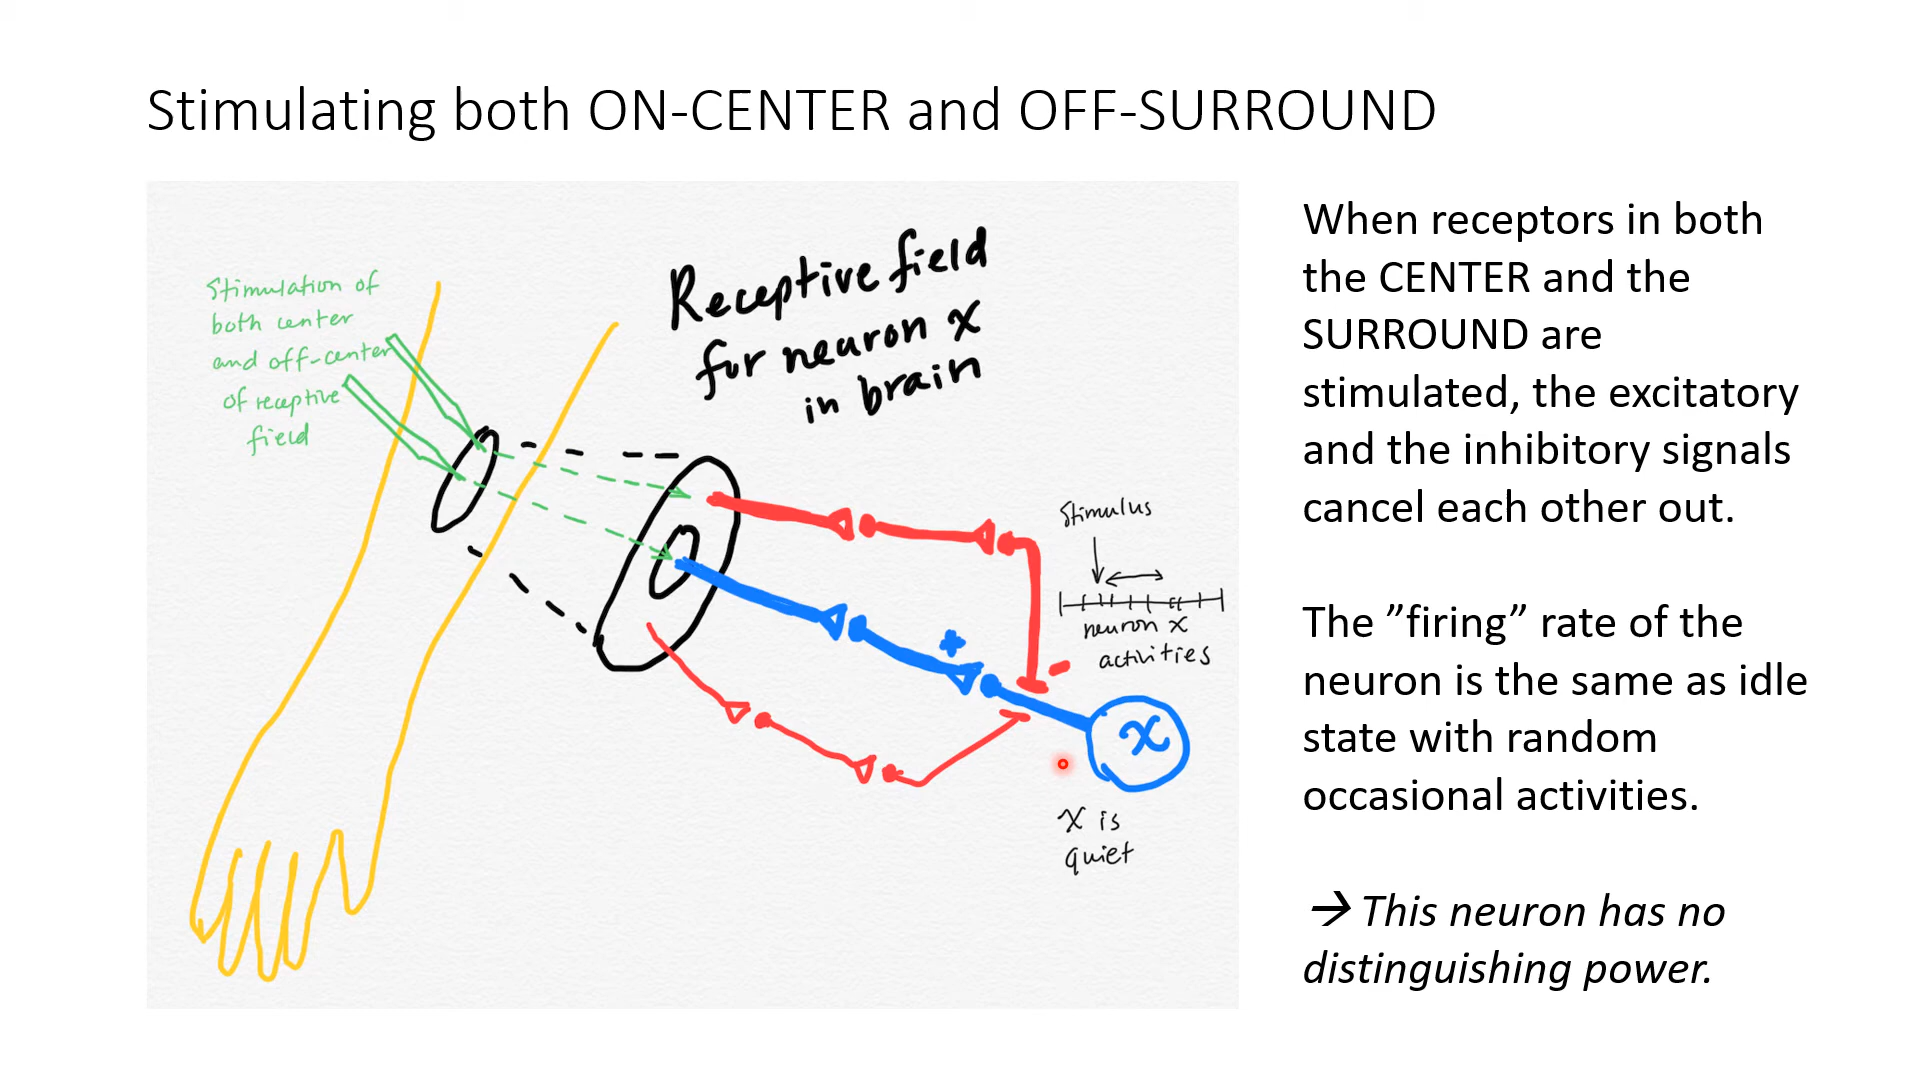 Stimulating both ON-CENTER and OFF-SURROUND
Stimulation of
both center
and off-center
of receptive
field
Receptive field
for neuron x
in brain
Stimulus
neuron x
activities
+
-
x
x is
quiet
When receptors in both
the CENTER and the
SURROUND are
stimulated, the excitatory
and the inhibitory signals
cancel each other out.
The ”firing” rate of the
neuron is the same as idle
state with random
occasional activities.
→ This neuron has no
distinguishing power.